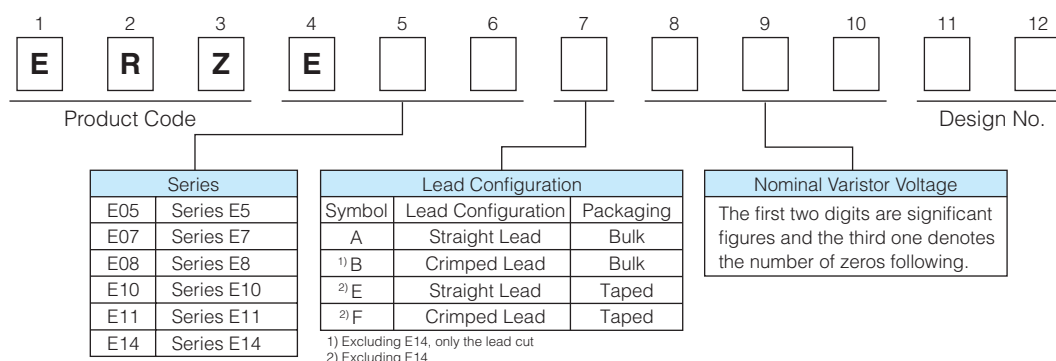 1 2 3 4 5 6 7 8 9 10 11 12
E R Z E
Product Code
Design No.
Series
E05 Series E5
E07 Series E7
E08 Series E8
E10 Series E10
E11 Series E11
E14 Series E14
Lead Configuration
Symbol Lead Configuration Packaging
A Straight Lead Bulk
1) B Crimped Lead Bulk
2) E Straight Lead Taped
2) F Crimped Lead Taped
1) Excluding E14, only the lead cut
2) Excluding E14
Nominal Varistor Voltage
The first two digits are significant
figures and the third one denotes
the number of zeros following.